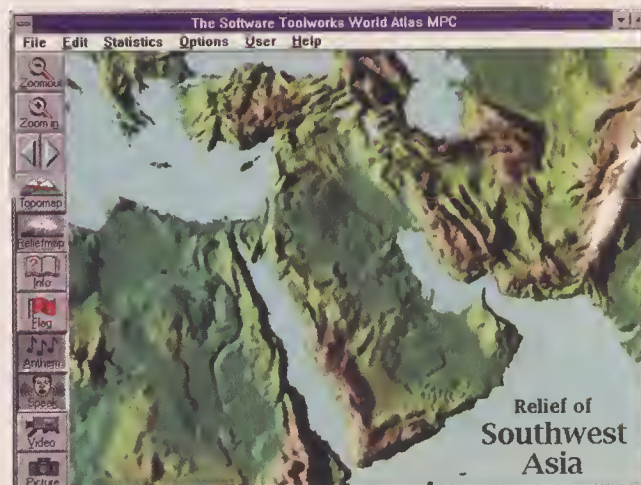 The Software Toolworks World Atlas MPC
File Edit Statistics Options User Help
Zoomout
Zoom in
Topomap
Reliefmap
?
Info
Flag
Anthem
Speak
Video
Picture
Relief of
Southwest
Asia